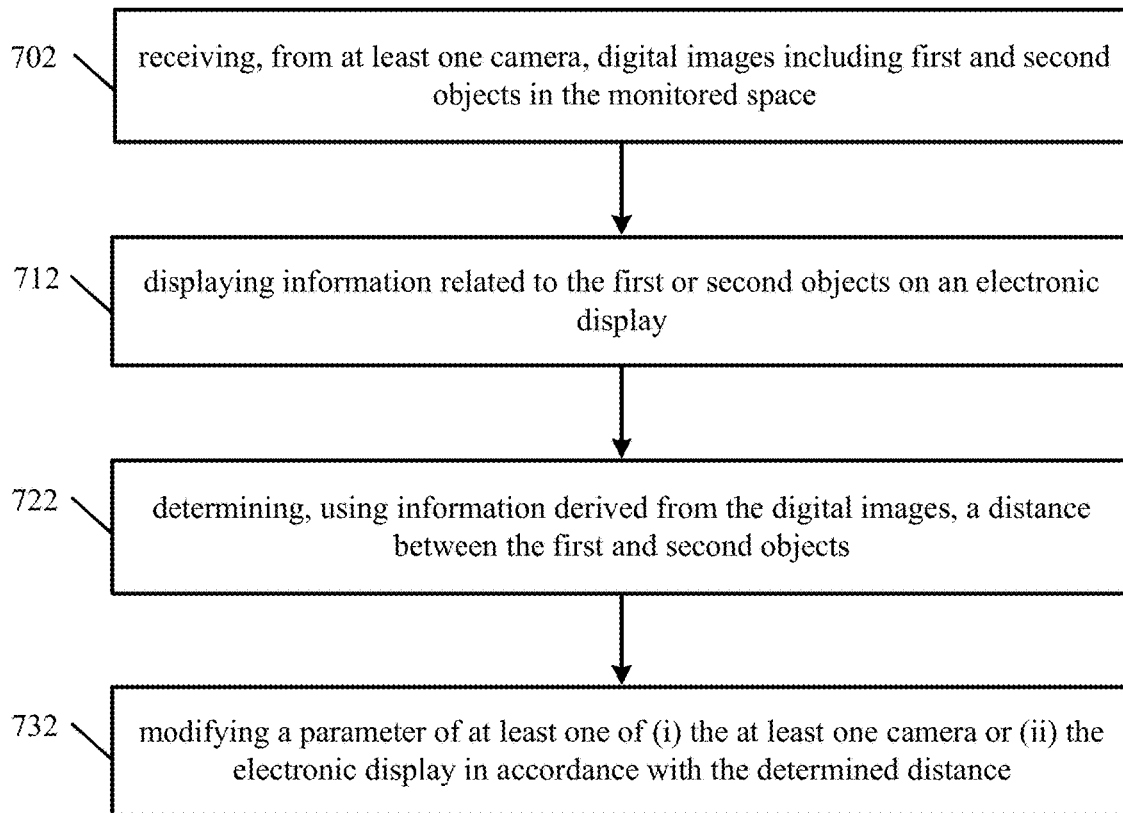 702
receiving, from at least one camera, digital images including first and second
objects in the monitored space
712
displaying information related to the first or second objects on an electronic
display
722
determining, using information derived from the digital images, a distance
between the first and second objects
732
modifying a parameter of at least one of (i) the at least one camera or (ii) the
electronic display in accordance with the determined distance